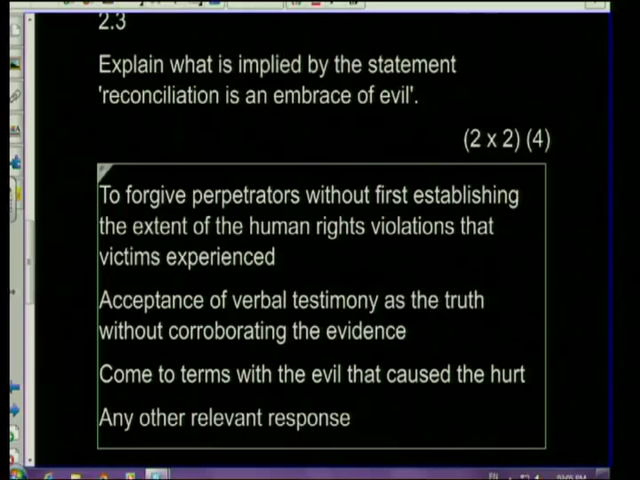 2.3
Explain what is implied by the statement
'reconciliation is an embrace of evil'.
(2 x 2) (4)
To forgive perpetrators without first establishing
the extent of the human rights violations that
victims experienced
Acceptance of verbal testimony as the truth
without corroborating the evidence
Come to terms with the evil that caused the hurt
Any other relevant response